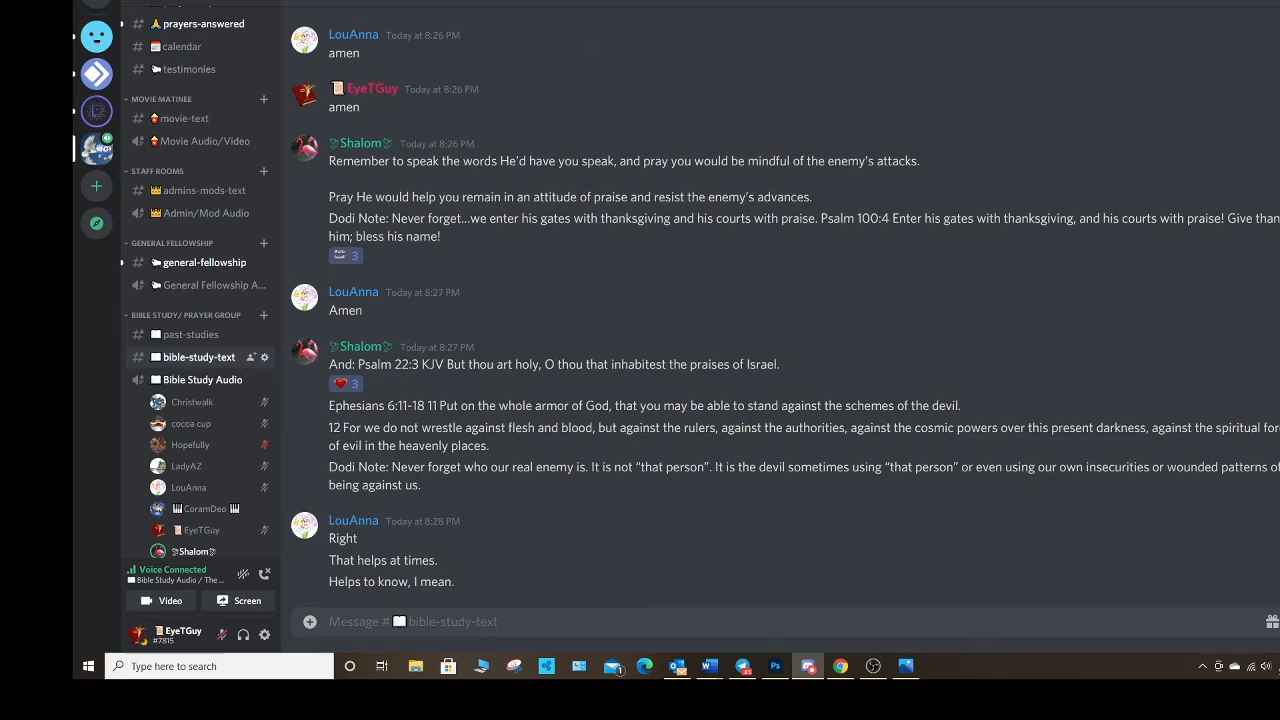 prayers-answered
calendar
testimonies
MOVIE MATINEE
movie-text
Movie Audio/Video
STAFF ROOMS
admins-mods-text
Admin/Mod Audio
GENERAL FELLOWSHIP
general-fellowship
General Fellowship A...
BIBLE STUDY/ PRAYER GROUP
past-studies
bible-study-text
Bible Study Audio
Christwalk
cocoa cup
Hopefully
LadyAZ
LouAnna
CoramDeo
EyeTGuy
Shalom
Voice Connected
Bible Study Audio / The ...
Video
Screen
EyeTGuy
#7815
LouAnna Today at 8:26 PM
amen
EyeTGuy Today at 8:26 PM
amen
Shalom Today at 8:26 PM
Remember to speak the words He'd have you speak, and pray you would be mindful of the enemy's attacks.
Pray He would help you remain in an attitude of praise and resist the enemy's advances.
Dodi Note: Never forget...we enter his gates with thanksgiving and his courts with praise. Psalm 100:4 Enter his gates with thanksgiving, and his courts with praise! Give than
him; bless his name!
3
LouAnna Today at 8:27 PM
Amen
Shalom Today at 8:27 PM
And: Psalm 22:3 KJV But thou art holy, O thou that inhabitest the praises of Israel.
3
Ephesians 6:11-18 11 Put on the whole armor of God, that you may be able to stand against the schemes of the devil.
12 For we do not wrestle against flesh and blood, but against the rulers, against the authorities, against the cosmic powers over this present darkness, against the spiritual for
of evil in the heavenly places.
Dodi Note: Never forget who our real enemy is. It is not "that person". It is the devil sometimes using "that person" or even using our own insecurities or wounded patterns of
being against us.
LouAnna Today at 8:28 PM
Right
That helps at times.
Helps to know, I mean.
Message # bible-study-text
Type here to search